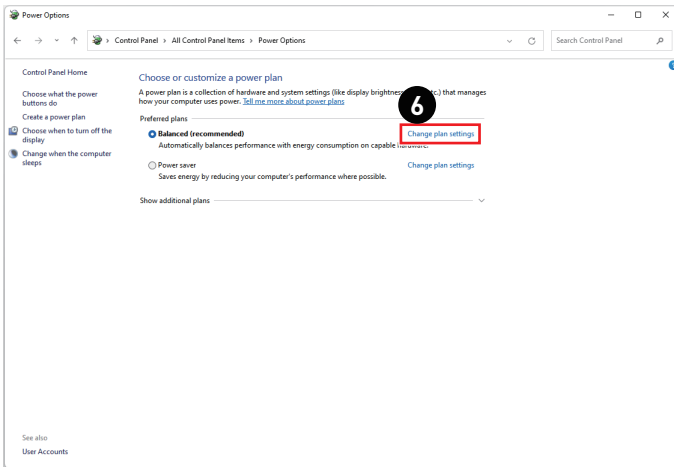 Power Options
Control Panel > All Control Panel Items > Power Options
Search Control Panel
Control Panel Home
Choose what the power
buttons do
Create a power plan
Choose when to turn off the
display
Change when the computer
sleeps
Choose or customize a power plan
A power plan is a collection of hardware and system settings (like display brightness, etc.) that manages
how your computer uses power. Tell me more about power plans
6
Preferred plans
Balanced (recommended)
Change plan settings
Automatically balances performance with energy consumption on capable hardware.
Power saver
Change plan settings
Saves energy by reducing your computer's performance where possible.
Show additional plans
See also
User Accounts